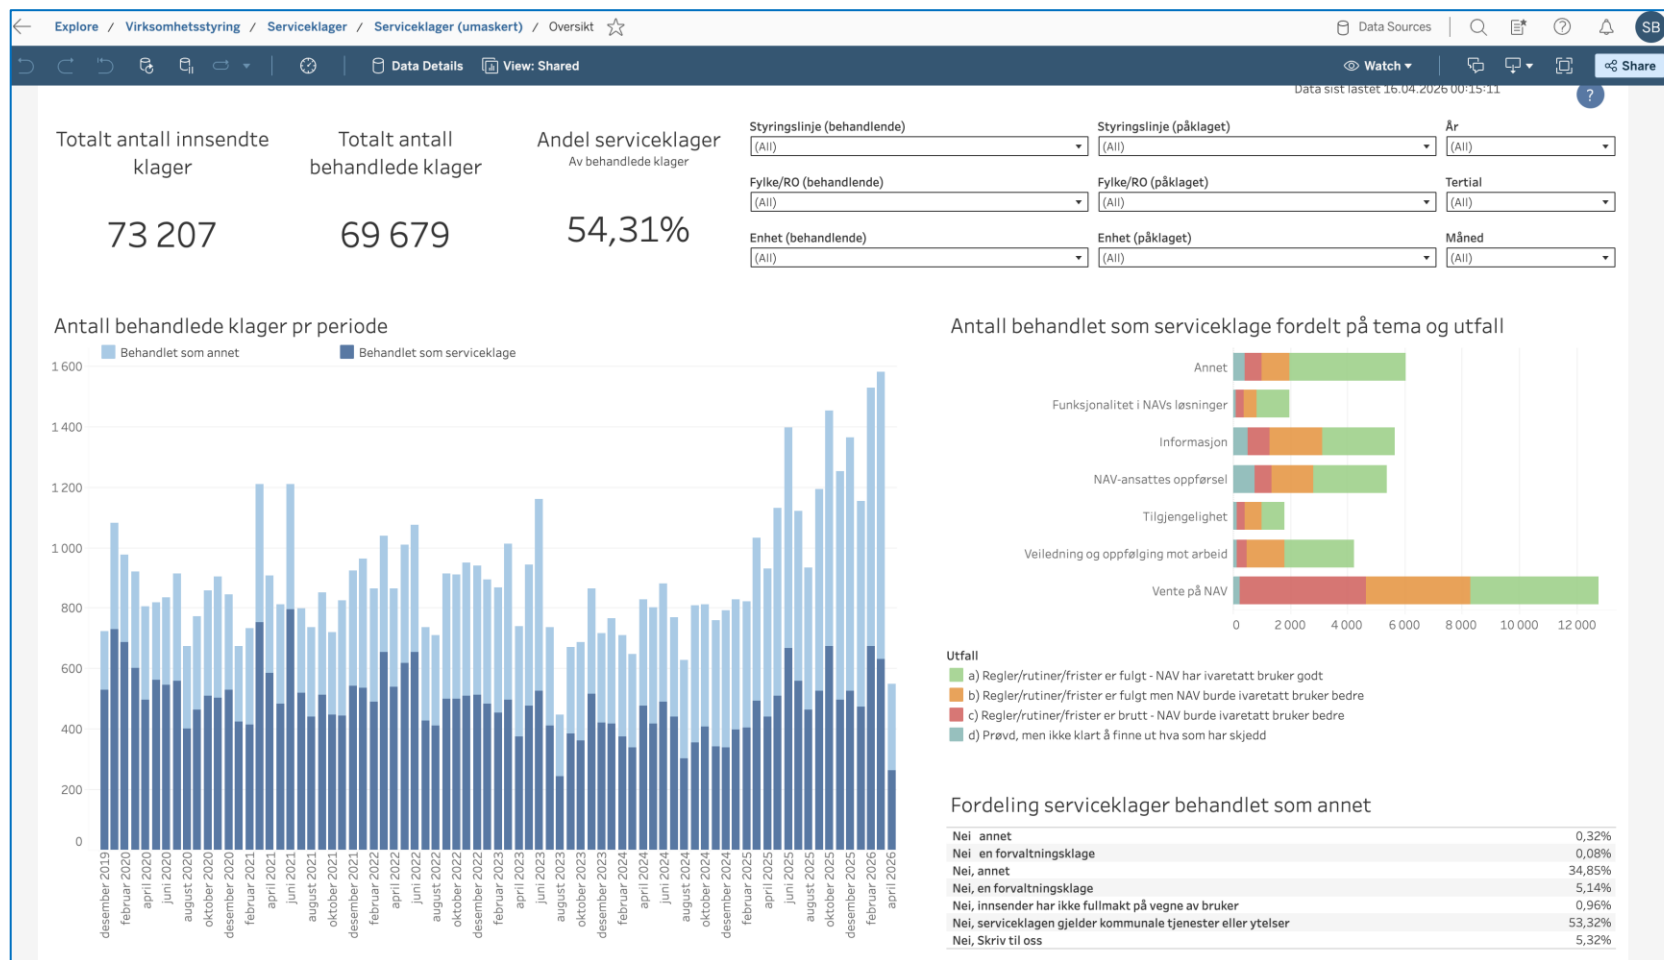 Explore / Virksomhetsstyring / Serviceklager / Serviceklager (umaskert) / Oversikt
Data Sources
SB
Data Details
View: Shared
Watch
Share
Data sist lastet 16.04.2026 00:15:11
?
Totalt antall innsendte
klager
73 207
Totalt antall
behandlede klager
69 679
Andel serviceklager
Av behandlede klager
54,31%
Styringslinje (behandlende)
(All)
Styringslinje (påklaget)
(All)
År
(All)
Fylke/RO (behandlende)
(All)
Fylke/RO (påklaget)
(All)
Tertial
(All)
Enhet (behandlende)
(All)
Enhet (påklaget)
(All)
Måned
(All)
Antall behandlede klager pr periode
Behandlet som annet
Behandlet som serviceklage
1 600
1 400
1 200
1 000
800
600
400
200
0
desember 2019
februar 2020
april 2020
juni 2020
august 2020
oktober 2020
desember 2020
februar 2021
april 2021
juni 2021
august 2021
oktober 2021
desember 2021
februar 2022
april 2022
juni 2022
august 2022
oktober 2022
desember 2022
februar 2023
april 2023
juni 2023
august 2023
oktober 2023
desember 2023
februar 2024
april 2024
juni 2024
august 2024
oktober 2024
desember 2024
februar 2025
april 2025
juni 2025
august 2025
oktober 2025
desember 2025
februar 2026
april 2026
Antall behandlet som serviceklage fordelt på tema og utfall
Annet
Funksjonalitet i NAVs løsninger
Informasjon
NAV-ansattes oppførsel
Tilgjengelighet
Veiledning og oppfølging mot arbeid
Vente på NAV
0
2 000
4 000
6 000
8 000
10 000
12 000
Utfall
a) Regler/rutiner/frister er fulgt - NAV har ivaretatt bruker godt
b) Regler/rutiner/frister er fulgt men NAV burde ivaretatt bruker bedre
c) Regler/rutiner/frister er brutt - NAV burde ivaretatt bruker bedre
d) Prøvd, men ikke klart å finne ut hva som har skjedd
Fordeling serviceklager behandlet som annet
Nei annet 0,32%
Nei en forvaltningsklage 0,08%
Nei, annet 34,85%
Nei, en forvaltningsklage 5,14%
Nei, innsender har ikke fullmakt på vegne av bruker 0,96%
Nei, serviceklagen gjelder kommunale tjenester eller ytelser 53,32%
Nei, Skriv til oss 5,32%